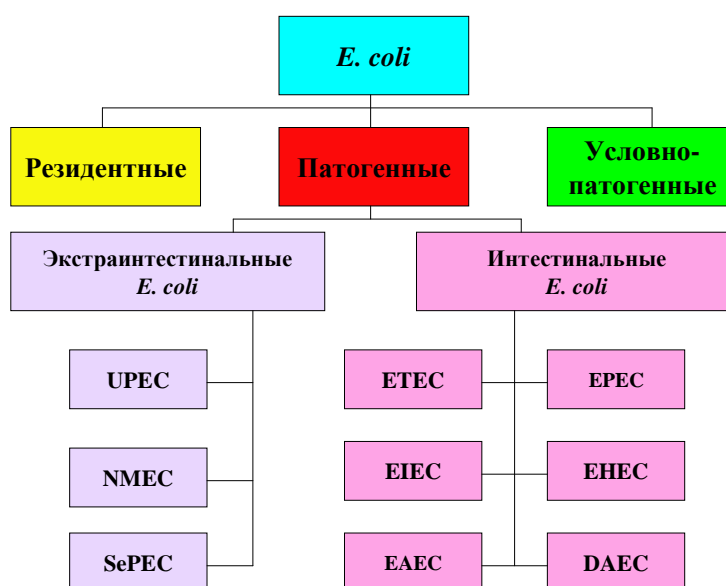 E. coli
Резидентные
Патогенные
Условно-
патогенные
Экстраинтестинальные
E. coli
Интестинальные
E. coli
UPEC
ETEC
EPEC
NMEC
EIEC
EHEC
SePEC
EAEC
DAEC